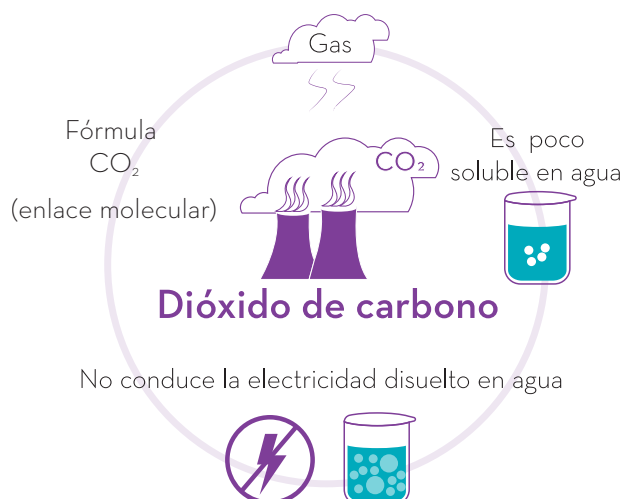 Gas
Fórmula
CO₂
(enlace molecular)
CO₂
Es poco
soluble en agua
Dióxido de carbono
No conduce la electricidad disuelto en agua